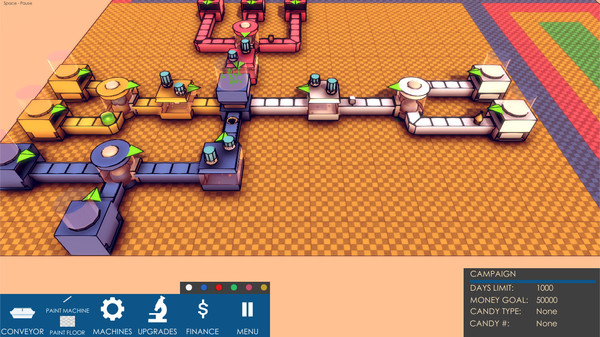 Space - Pause
CONVEYOR
PAINT MACHINE
PAINT FLOOR
MACHINES
UPGRADES
$
FINANCE
MENU
CAMPAIGN
DAYS LIMIT: 1000
MONEY GOAL: 50000
CANDY TYPE: None
CANDY #: None